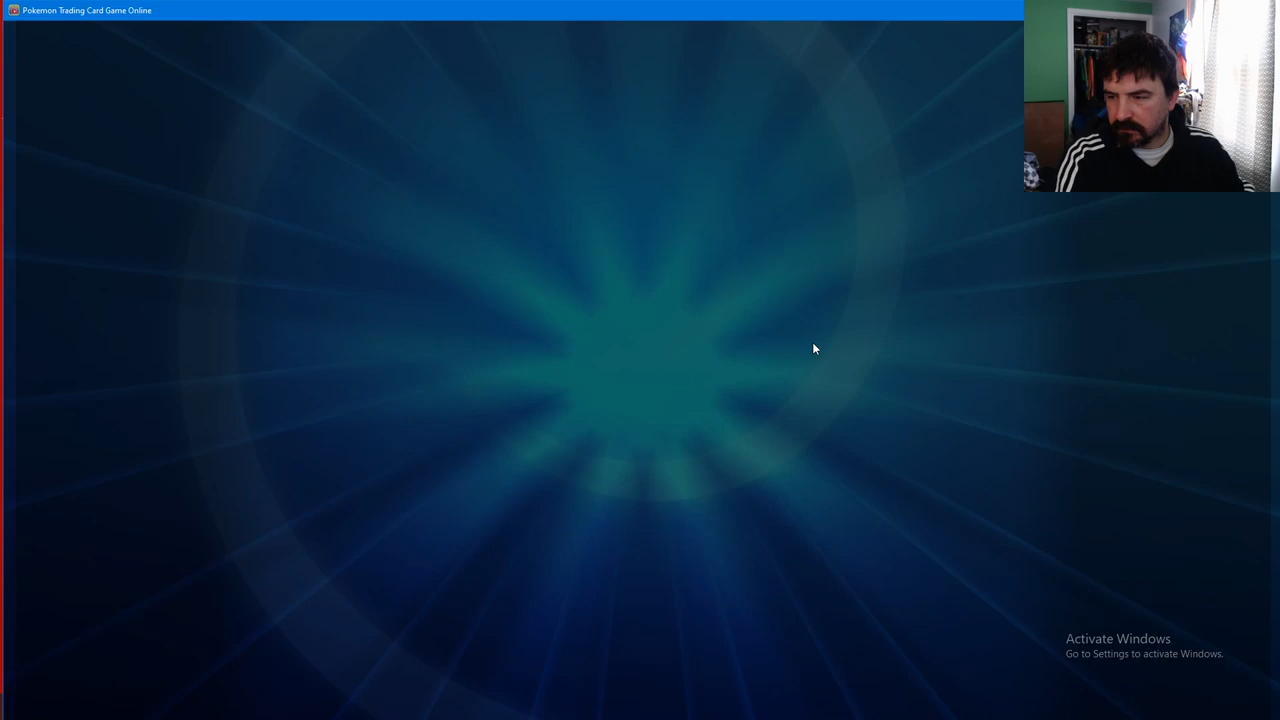 Pokemon Trading Card Game Online
Activate Windows
Go to Settings to activate Windows.